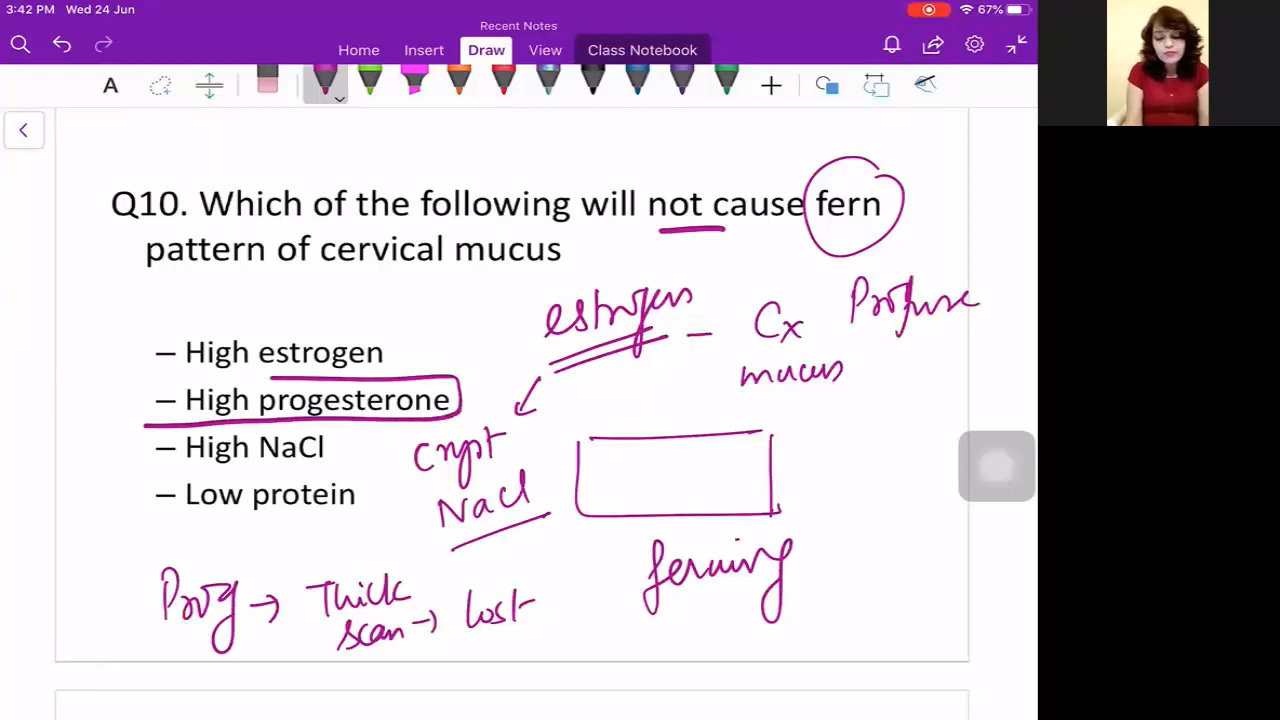 3:42 PM Wed 24 Jun
67%
Recent Notes
Home Insert Draw View Class Notebook
A
Q10. Which of the following will not cause fern
pattern of cervical mucus
estrogen – Cx Profuse
mucus
– High estrogen
– High progesterone
– High NaCl
– Low protein
Crypt
NaCl
ferning
Prog → Thick
scan → lost